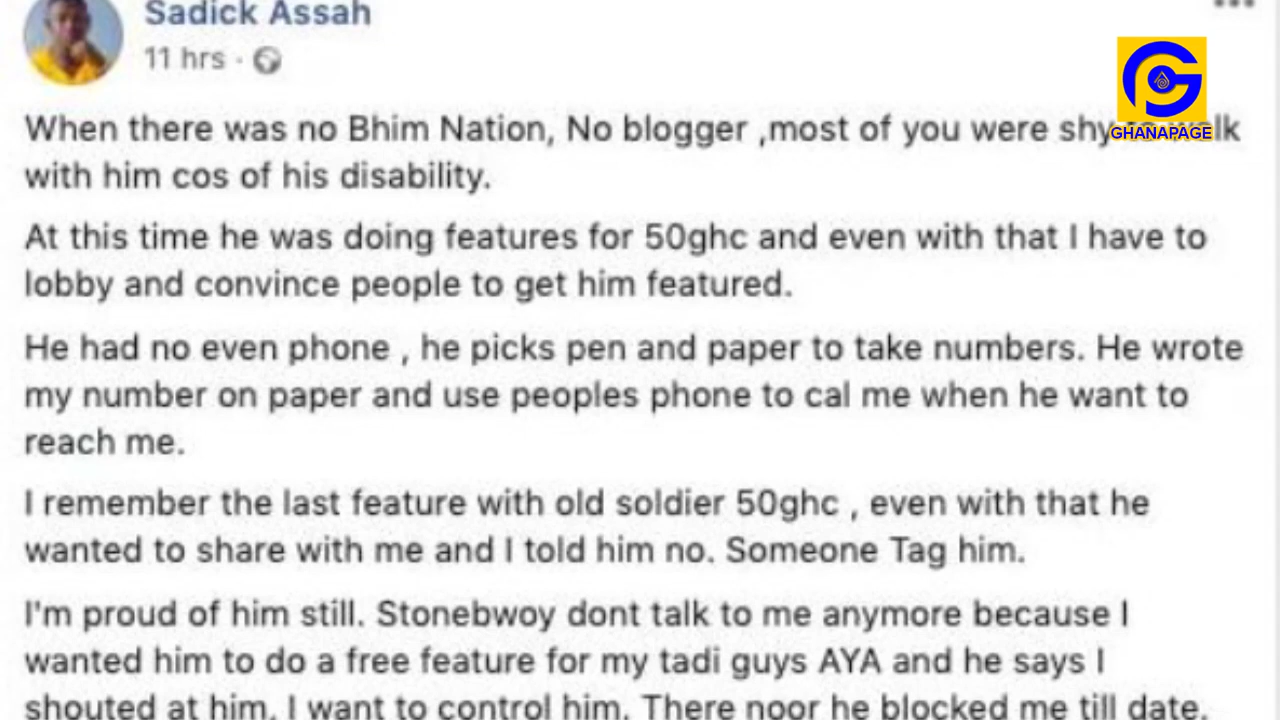 Sadick Assah
11 hrs ·
GHANAPAGE
When there was no Bhim Nation, No blogger ,most of you were shy to walk
with him cos of his disability.
At this time he was doing features for 50ghc and even with that I have to
lobby and convince people to get him featured.
He had no even phone , he picks pen and paper to take numbers. He wrote
my number on paper and use peoples phone to cal me when he want to
reach me.
I remember the last feature with old soldier 50ghc , even with that he
wanted to share with me and I told him no. Someone Tag him.
I'm proud of him still. Stonebwoy dont talk to me anymore because I
wanted him to do a free feature for my tadi guys AYA and he says I
shouted at him, I want to control him. There noor he blocked me till date.